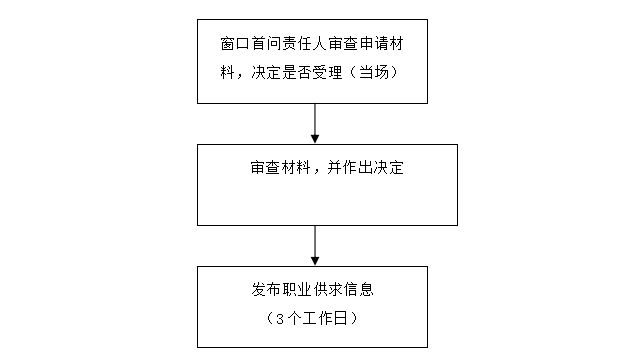 窗口首问责任人审查申请材
料，决定是否受理（当场）
审查材料，并作出决定
发布职业供求信息
（3个工作日）